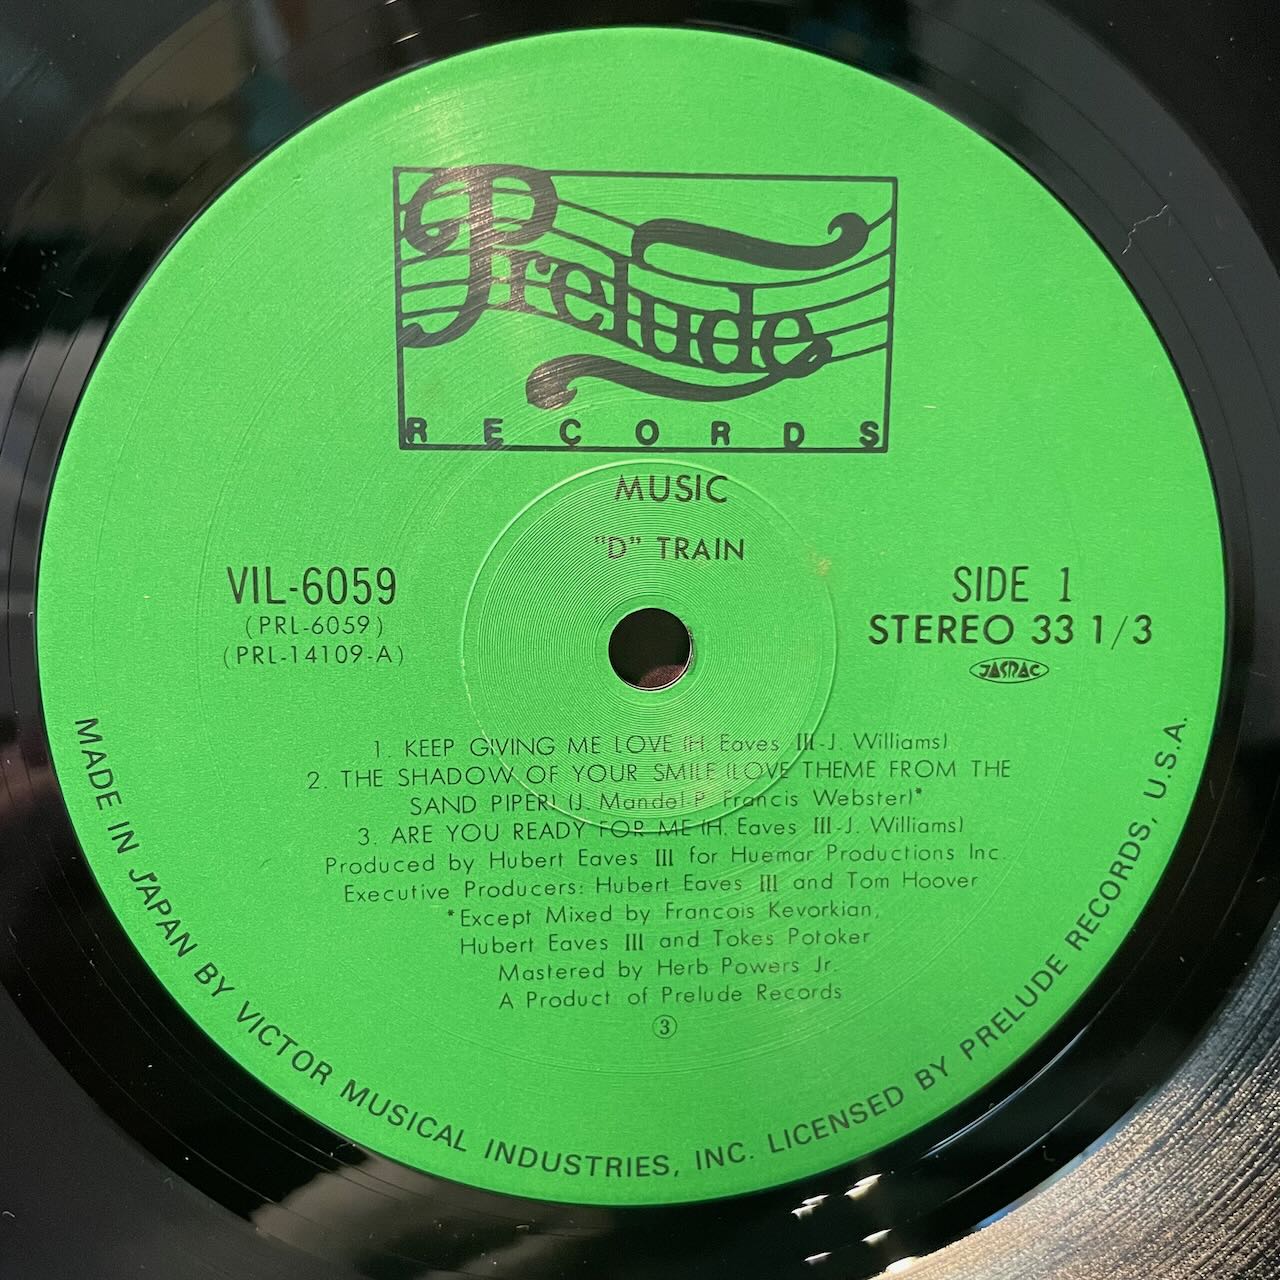 Prelude
RECORDS
MUSIC
"D" TRAIN
VIL-6059
(PRL-6059)
(PRL-14109-A)
SIDE 1
STEREO 33 1/3
JASRAC
1. KEEP GIVING ME LOVE (H. Eaves III-J. Williams)
2. THE SHADOW OF YOUR SMILE (LOVE THEME FROM THE
SAND PIPER) (J. Mandel-P. Francis Webster)*
3. ARE YOU READY FOR ME (H. Eaves III-J. Williams)
Produced by Hubert Eaves III for Huemar Productions Inc.
Executive Producers: Hubert Eaves III and Tom Hoover
*Except Mixed by Francois Kevorkian,
Hubert Eaves III and Tokes Potoker
Mastered by Herb Powers Jr.
A Product of Prelude Records
③
MADE IN JAPAN BY VICTOR MUSICAL INDUSTRIES, INC. LICENSED BY PRELUDE RECORDS, U.S.A.